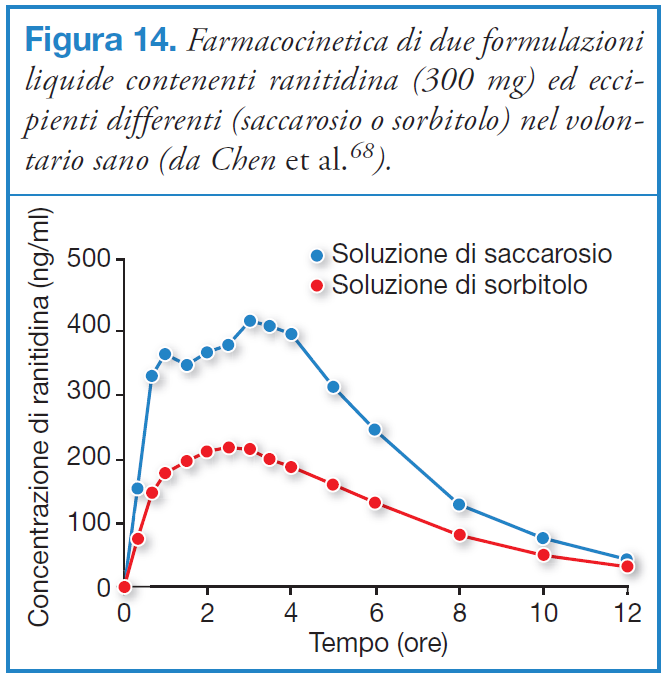 Figura 14. Farmacocinetica di due formulazioni
liquide contenenti ranitidina (300 mg) ed ecci-
pienti differenti (saccarosio o sorbitolo) nel volon-
tario sano (da Chen et al.68).
Concentrazione di ranitidina (ng/ml)
500
400
300
200
100
0
Soluzione di saccarosio
Soluzione di sorbitolo
0 2 4 6 8 10 12
Tempo (ore)